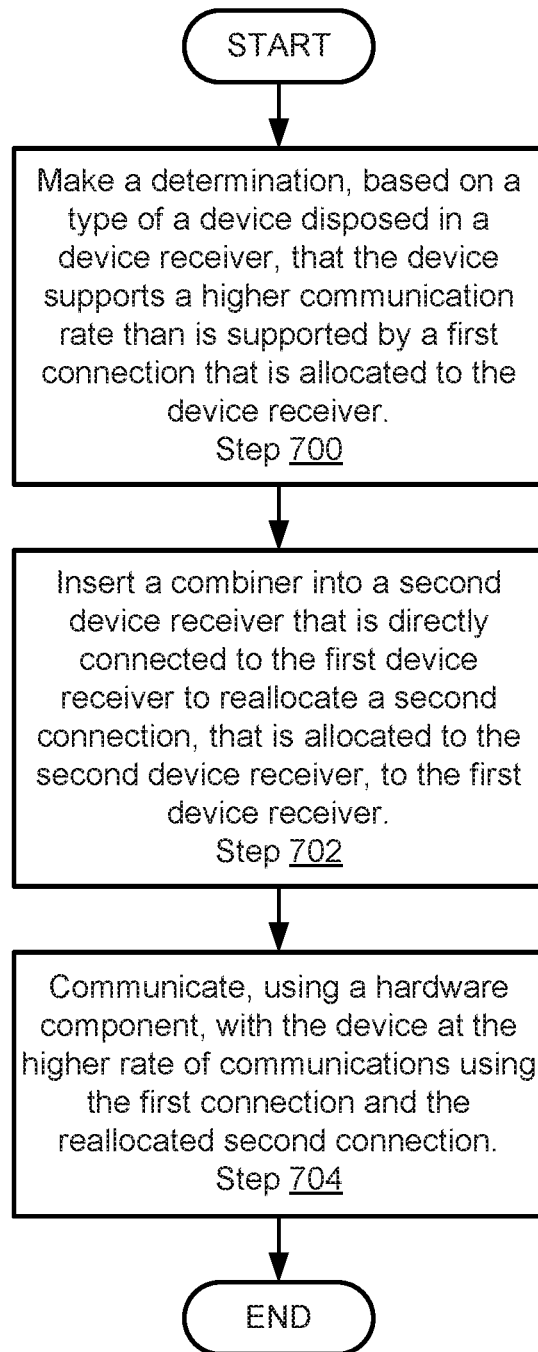 START
Make a determination, based on a
type of a device disposed in a
device receiver, that the device
supports a higher communication
rate than is supported by a first
connection that is allocated to the
device receiver.
Step 700
Insert a combiner into a second
device receiver that is directly
connected to the first device
receiver to reallocate a second
connection, that is allocated to the
second device receiver, to the first
device receiver.
Step 702
Communicate, using a hardware
component, with the device at the
higher rate of communications using
the first connection and the
reallocated second connection.
Step 704
END